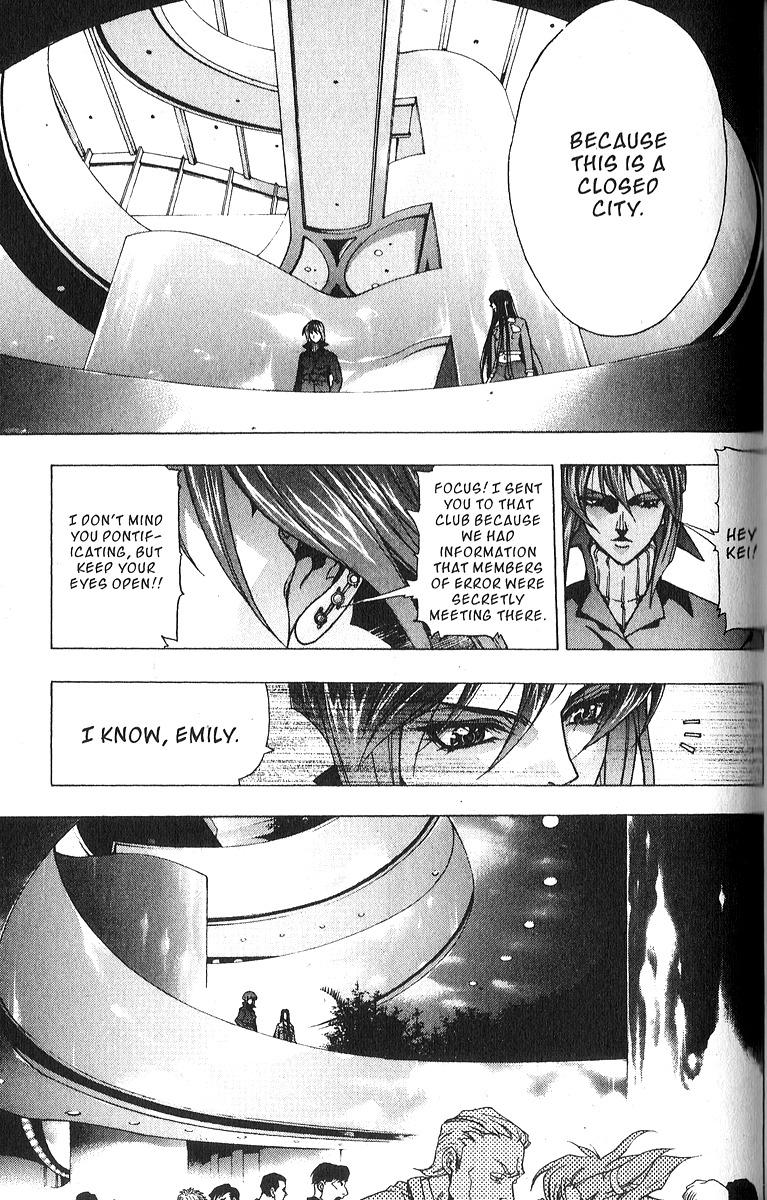 BECAUSE
THIS IS A
CLOSED
CITY.
HEY
KEI!
FOCUS! I SENT
YOU TO THAT
CLUB BECAUSE
WE HAD
INFORMATION
THAT MEMBERS
OF ERROR WERE
SECRETLY
MEETING THERE.
I DON'T MIND
YOU PONTIF-
ICATING, BUT
KEEP YOUR
EYES OPEN!!
I KNOW, EMILY.